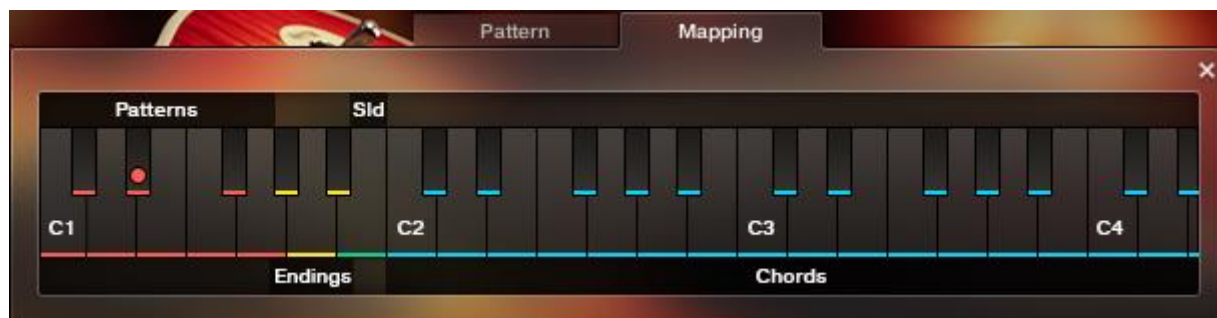 Pattern Mapping
×
Patterns Sld
C1 C2 C3 C4
Endings Chords